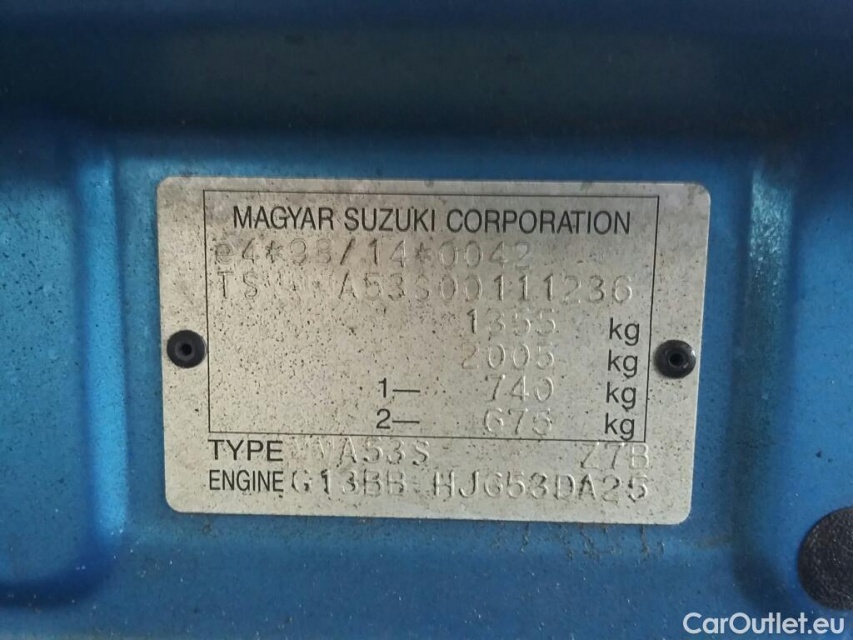 MAGYAR SUZUKI CORPORATION
e4*98/14*0042
1355 kg
2005 kg
1— 740 kg
2— 675 kg
TYPE Z7B
ENGINE G13BB
CarOutlet.eu